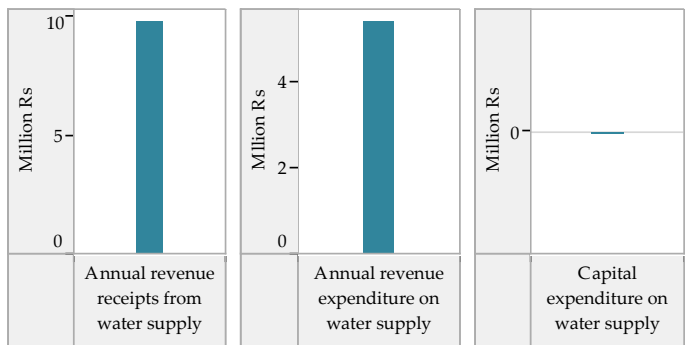 Million Rs
10
5
0
Annual revenue
receipts from
water supply
Mllion Rs
4
2
0
Annual revenue
expenditure on
water supply
Million Rs
0
Capital
expenditure on
water supply